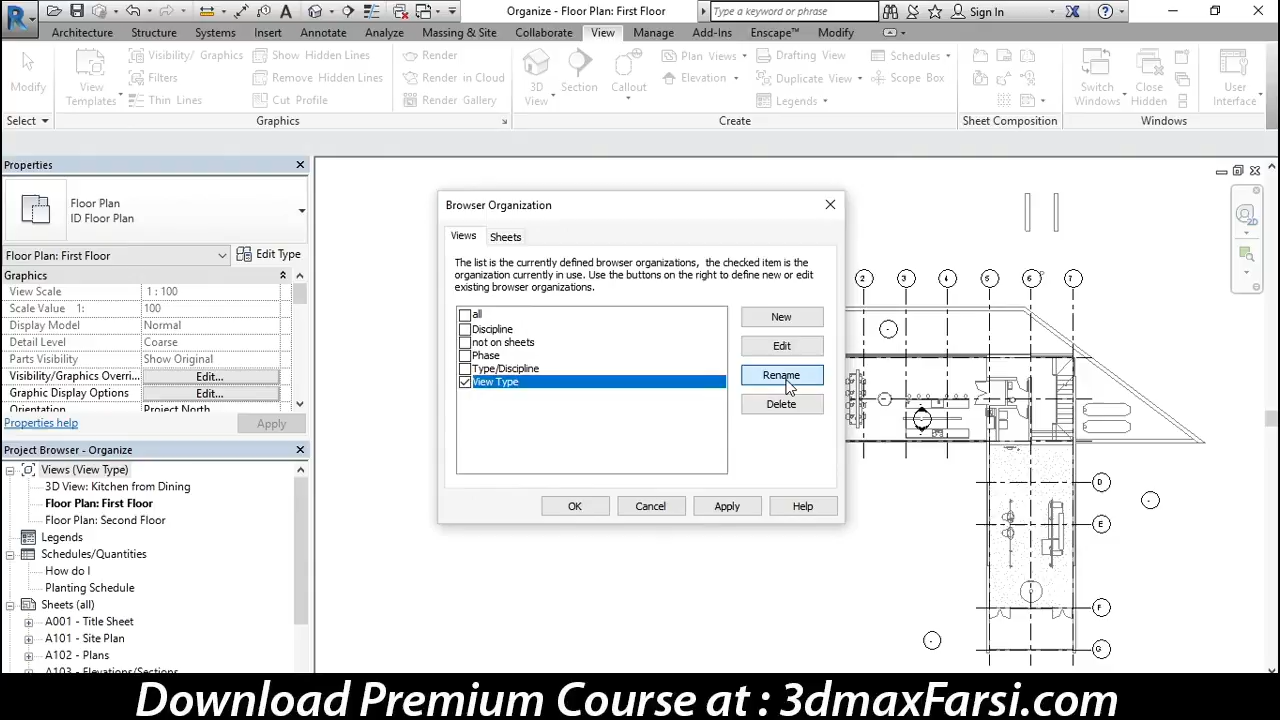 Organize - Floor Plan: First Floor
Type a keyword or phrase
Sign In
Architecture Structure Systems Insert Annotate Analyze Massing & Site Collaborate View Manage Add-Ins Enscape™ Modify
Modify
View
Templates
Visibility/ Graphics
Filters
Thin Lines
Show Hidden Lines
Remove Hidden Lines
Cut Profile
Render
Render in Cloud
Render Gallery
3D
View
Section
Callout
Plan Views
Elevation
Drafting View
Duplicate View
Legends
Schedules
Scope Box
Switch
Windows
Close
Hidden
User
Interface
Select
Graphics
Create
Sheet Composition
Windows
Properties
Floor Plan
ID Floor Plan
Floor Plan: First Floor
Edit Type
Graphics
View Scale 1 : 100
Scale Value 1: 100
Display Model Normal
Detail Level Coarse
Parts Visibility Show Original
Visibility/Graphics Overri... Edit...
Graphic Display Options Edit...
Orientation Project North
Properties help
Apply
Project Browser - Organize
Views (View Type)
3D View: Kitchen from Dining
Floor Plan: First Floor
Floor Plan: Second Floor
Legends
Schedules/Quantities
How do I
Planting Schedule
Sheets (all)
A001 - Title Sheet
A101 - Site Plan
A102 - Plans
A103 - Elevations/Sections
Browser Organization
Views
Sheets
The list is the currently defined browser organizations, the checked item is the
organization currently in use. Use the buttons on the right to define new or edit
existing browser organizations.
all
Discipline
not on sheets
Phase
Type/Discipline
View Type
New
Edit
Rename
Delete
OK
Cancel
Apply
Help
2D
2 3 4 5 6 7
D
E
F
G
Download Premium Course at : 3dmaxFarsi.com